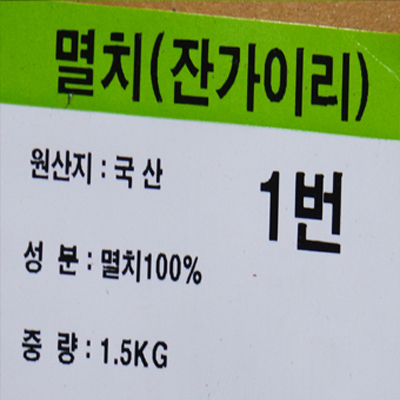 멸치(잔가이리)
원산지 : 국 산
1번
성 분 : 멸치100%
중 량 : 1.5KG